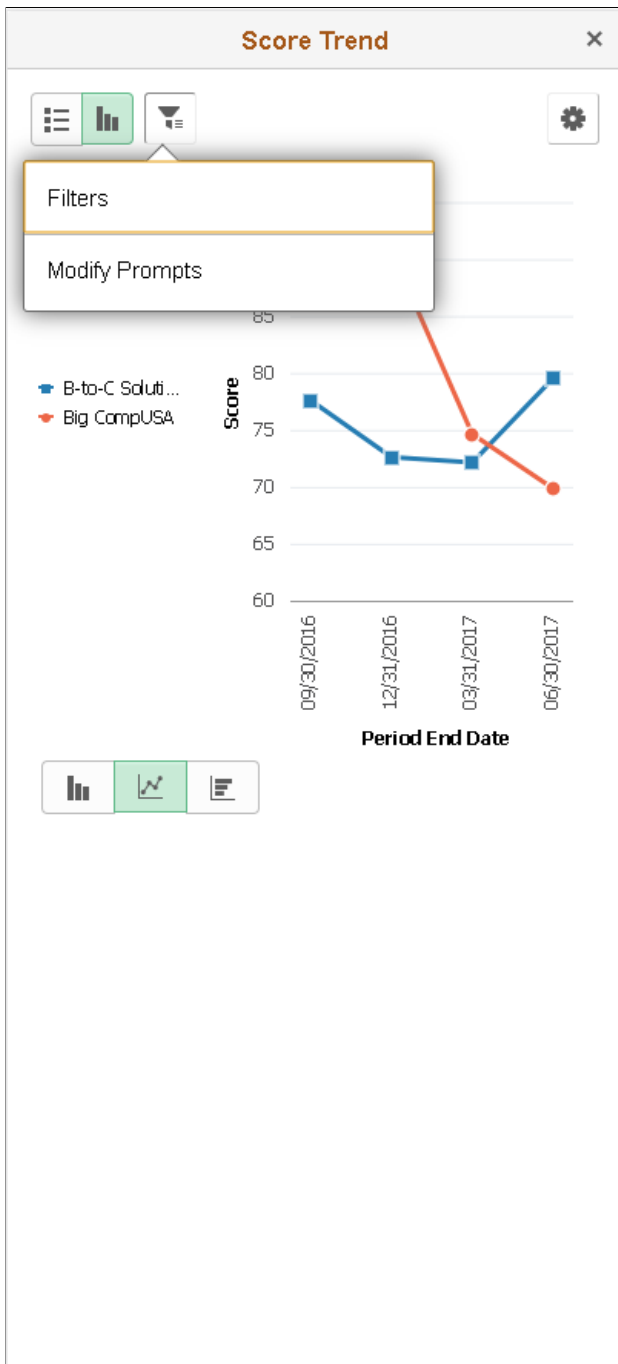 Score Trend
×
Filters
Modify Prompts
85
80
75
70
65
60
Score
B-to-C Soluti...
Big CompUSA
09/30/2016
12/31/2016
03/31/2017
06/30/2017
Period End Date